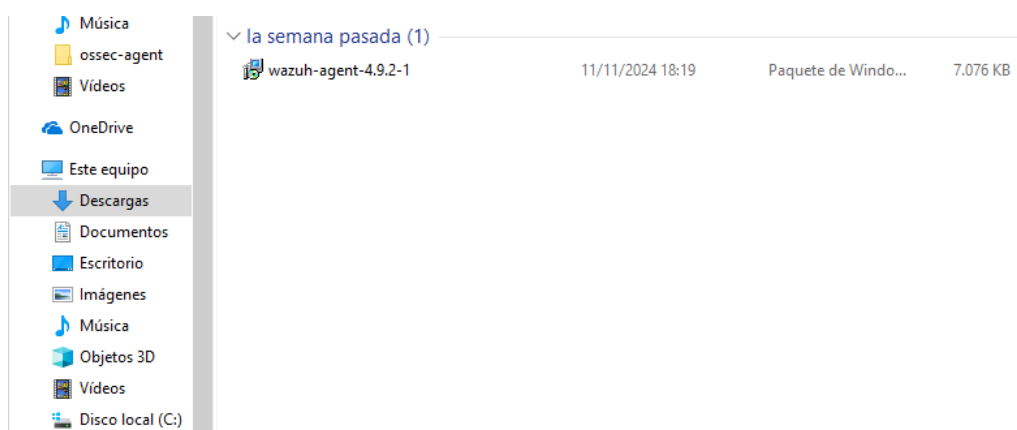 Música
ossec-agent
Vídeos
OneDrive
Este equipo
Descargas
Documentos
Escritorio
Imágenes
Música
Objetos 3D
Vídeos
Disco local (C:)
la semana pasada (1)
wazuh-agent-4.9.2-1 11/11/2024 18:19 Paquete de Windo... 7.076 KB